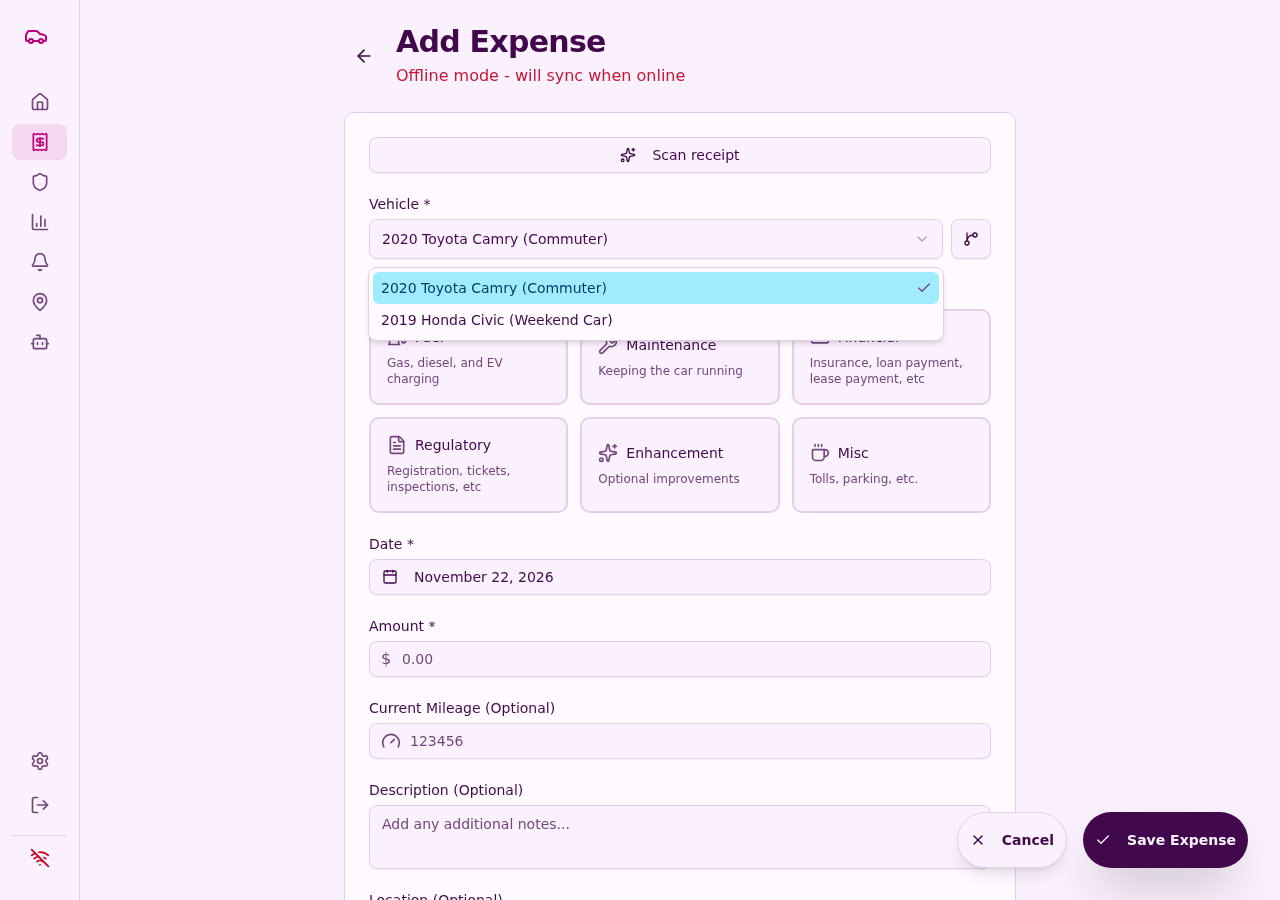 Add Expense
Offline mode - will sync when online
Scan receipt
Vehicle *
2020 Toyota Camry (Commuter)
2020 Toyota Camry (Commuter)
2019 Honda Civic (Weekend Car)
Maintenance
Gas, diesel, and EV
charging
Keeping the car running
Insurance, loan payment,
lease payment, etc
Regulatory
Registration, tickets,
inspections, etc
Enhancement
Optional improvements
Misc
Tolls, parking, etc.
Date *
November 22, 2026
Amount *
$ 0.00
Current Mileage (Optional)
123456
Description (Optional)
Add any additional notes...
Cancel
Save Expense
Location (Optional)